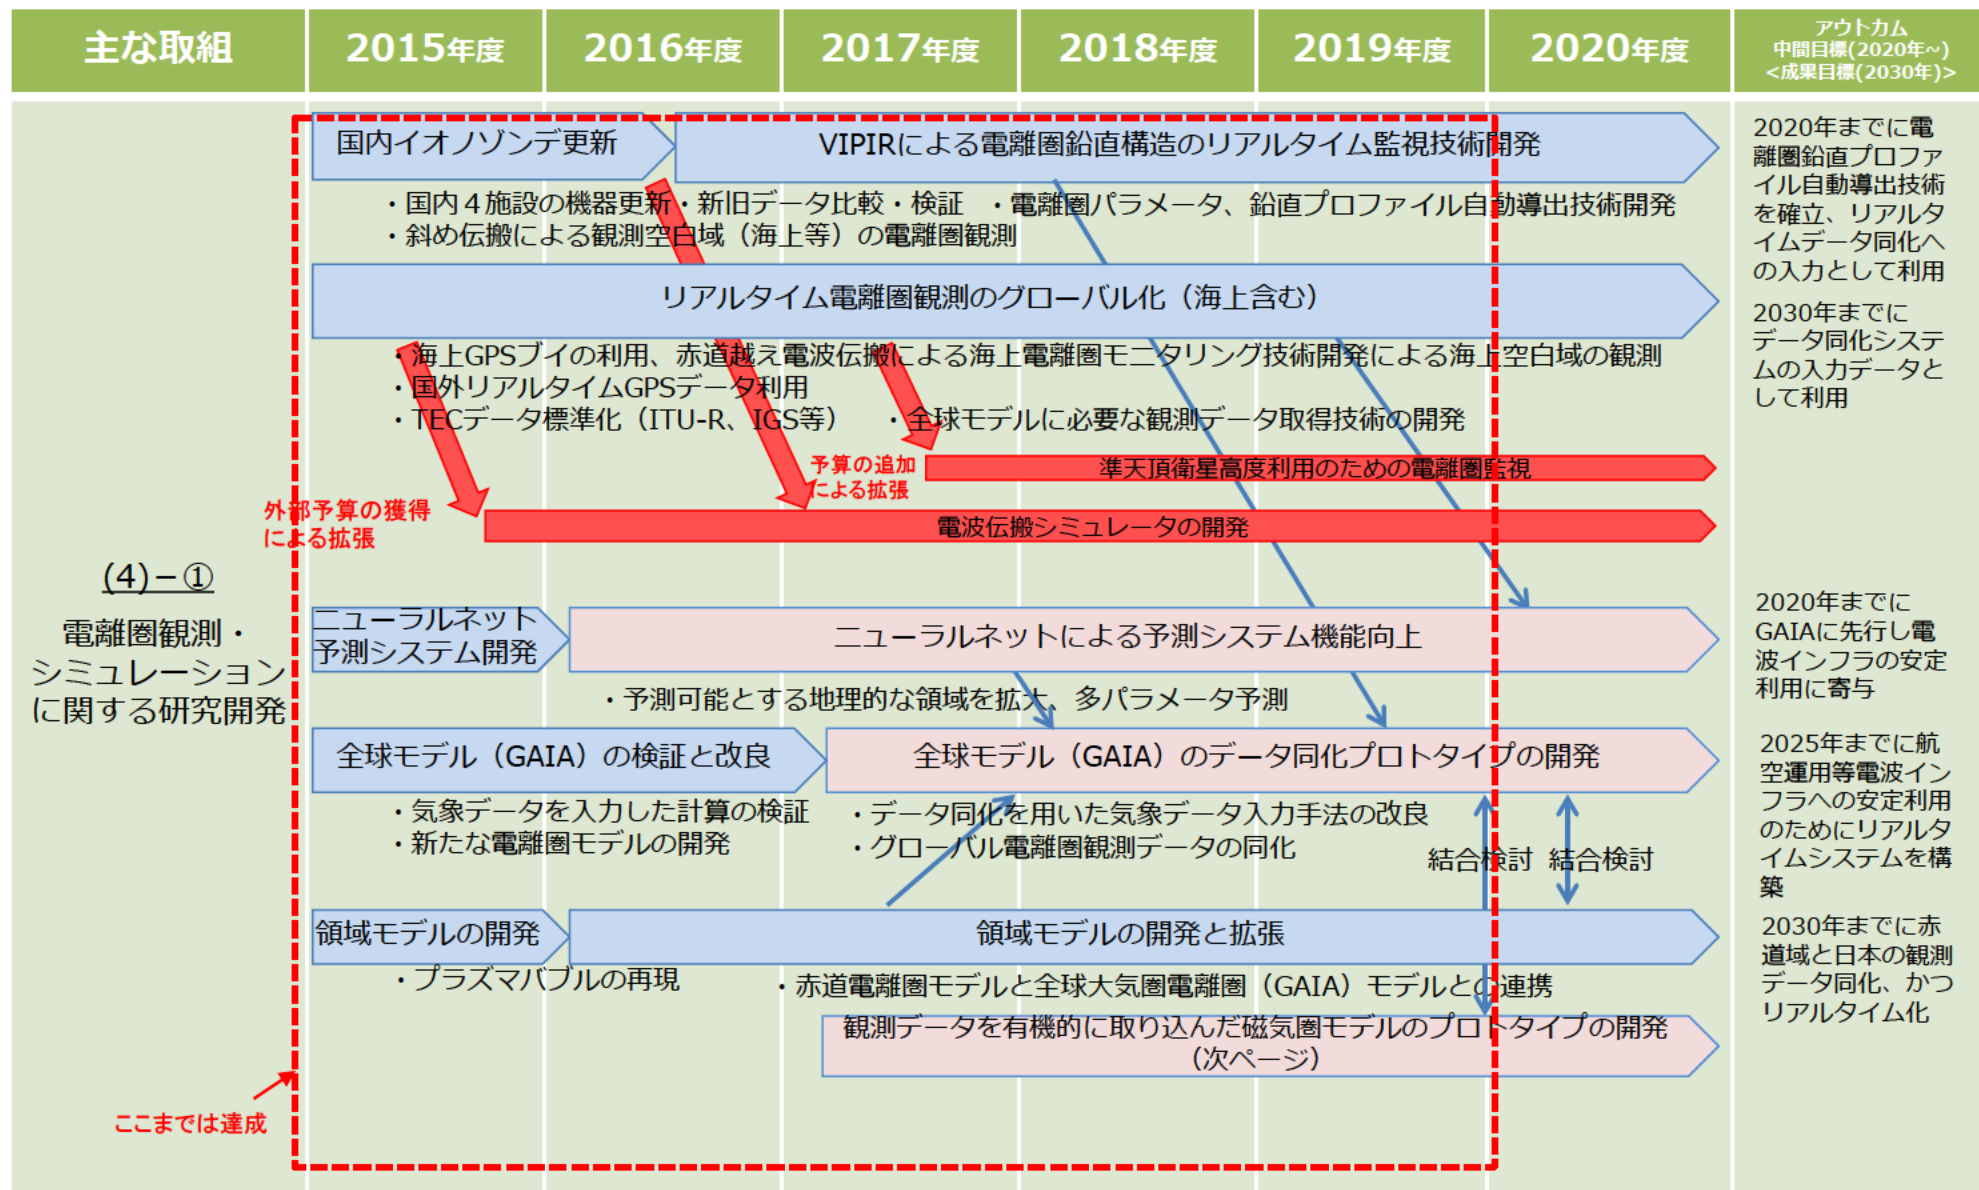 主な取組
2015年度
2016年度
2017年度
2018年度
2019年度
2020年度
アウトカム
中間目標(2020年~)
<成果目標(2030年)>
(4)－①
電離圏観測・
シミュレーション
に関する研究開発
国内イオノゾンデ更新
VIPIRによる電離圏鉛直構造のリアルタイム監視技術開発
・国内４施設の機器更新・新旧データ比較・検証
・電離圏パラメータ、鉛直プロファイル自動導出技術開発
・斜め伝搬による観測空白域（海上等）の電離圏観測
リアルタイム電離圏観測のグローバル化（海上含む）
・海上GPSブイの利用、赤道越え電波伝搬による海上電離圏モニタリング技術開発による海上空白域の観測
・国外リアルタイムGPSデータ利用
・TECデータ標準化（ITU-R、IGS等）
・全球モデルに必要な観測データ取得技術の開発
予算の追加
による拡張
準天頂衛星高度利用のための電離圏監視
外部予算の獲得
による拡張
電波伝搬シミュレータの開発
ニューラルネット
予測システム開発
ニューラルネットによる予測システム機能向上
・予測可能とする地理的な領域を拡大、多パラメータ予測
全球モデル（GAIA）の検証と改良
全球モデル（GAIA）のデータ同化プロトタイプの開発
・気象データを入力した計算の検証
・新たな電離圏モデルの開発
・データ同化を用いた気象データ入力手法の改良
・グローバル電離圏観測データの同化
結合検討
結合検討
領域モデルの開発
領域モデルの開発と拡張
・プラズマバブルの再現
・赤道電離圏モデルと全球大気圏電離圏（GAIA）モデルとの連携
観測データを有機的に取り込んだ磁気圏モデルのプロトタイプの開発
（次ページ）
ここまでは達成
2020年までに電
離圏鉛直プロファ
イル自動導出技術
を確立、リアルタ
イムデータ同化へ
の入力として利用
2030年までに
データ同化システ
ムの入力データと
して利用
2020年までに
GAIAに先行し電
波インフラの安定
利用に寄与
2025年までに航
空運用等電波イン
フラへの安定利用
のためにリアルタ
イムシステムを構
築
2030年までに赤
道域と日本の観測
データ同化、かつ
リアルタイム化